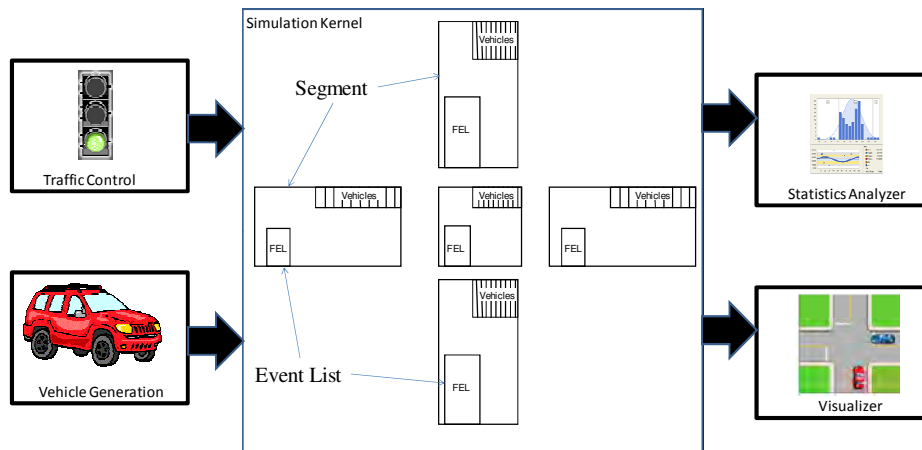 Simulation Kernel
Vehicles
Segment
FEL
Traffic Control
Statistics Analyzer
Vehicles
Vehicles
Vehicles
FEL
FEL
FEL
Vehicles
Event List
FEL
Vehicle Generation
Visualizer